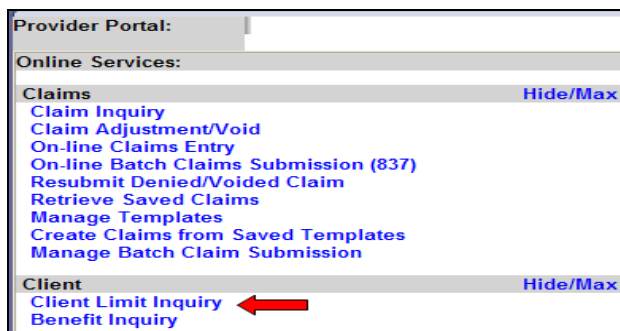 Provider Portal:
Online Services:
Claims Hide/Max
Claim Inquiry
Claim Adjustment/Void
On-line Claims Entry
On-line Batch Claims Submission (837)
Resubmit Denied/Voided Claim
Retrieve Saved Claims
Manage Templates
Create Claims from Saved Templates
Manage Batch Claim Submission
Client Hide/Max
Client Limit Inquiry
Benefit Inquiry